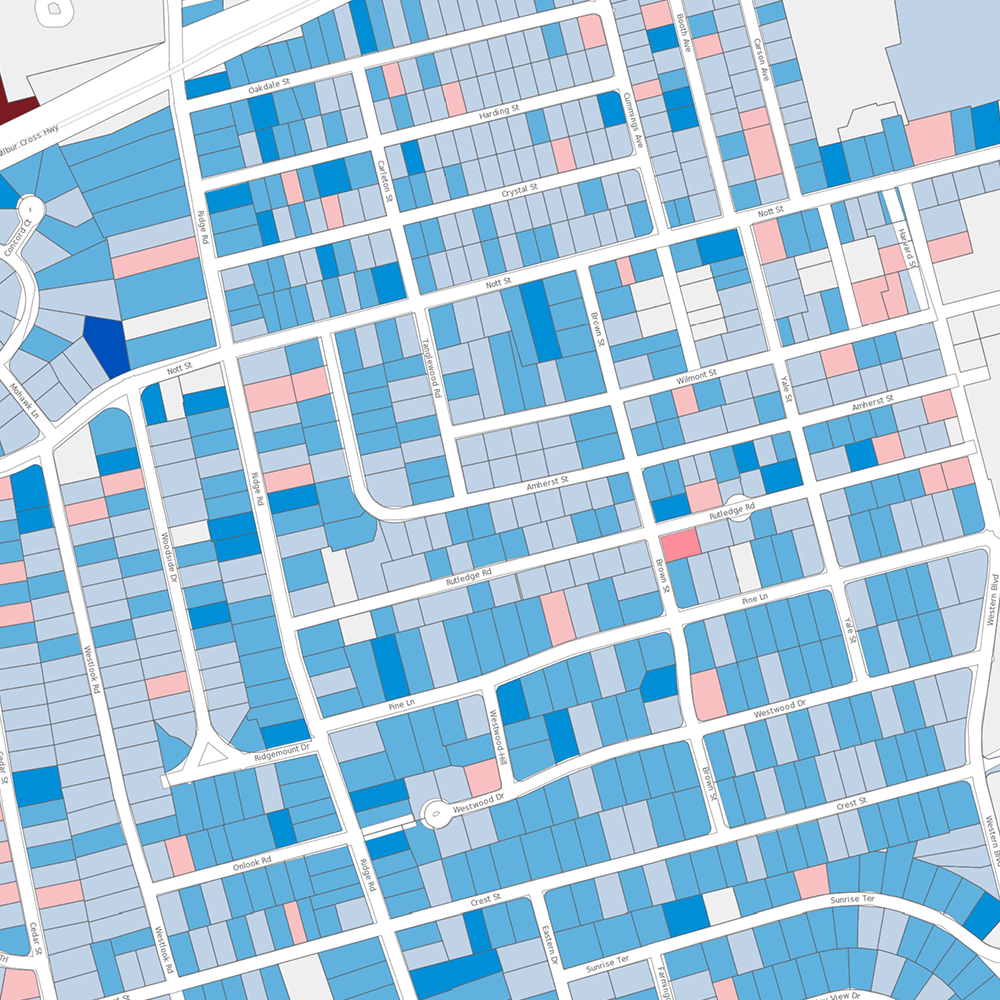 Booth Ave
Carson Ave
Oakdale St
Harding St
Cummings Ave
Wilbur Cross Hwy
Carleton St
Crystal St
Concord Ct
Ridge Rd
Nott St
Harvard St
Nott St
Brown St
Tanglewood Rd
Nott St
Wilmont St
Yale St
Mohawk Ln
Amherst St
Ridge Rd
Amherst St
Rutledge Rd
Woodside Dr
Rutledge Rd
Brown St
Pine Ln
Western Blvd
Yale St
Westlook Rd
Pine Ln
Westwood Dr
Westwood Hill
Ridgemount Dr
Cedar St
Brown St
Westwood Dr
Crest St
Western Blvd
Onlook Rd
Ridge Rd
Crest St
Sunrise Ter
Cedar St
Westlook Rd
Eastern Dr
Sunrise Ter
Trl
View Dr